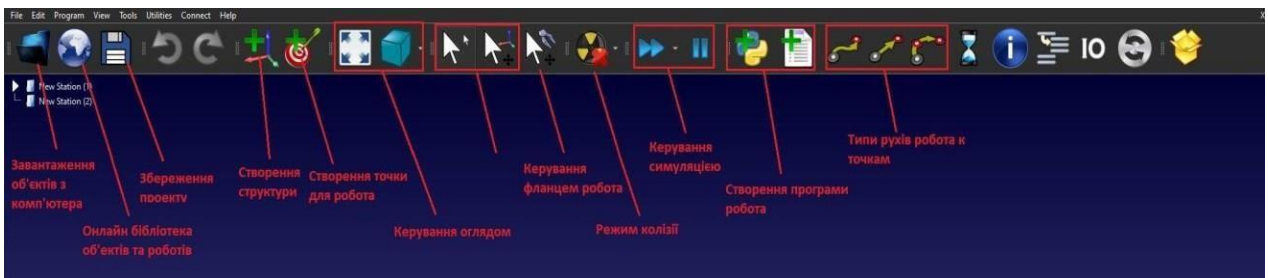 File Edit Program View Tools Utilities Connect Help
X
IO
New Station (1)
New Station (2)
Завантаження
об'єктів з
комп'ютера
Онлайн бібліотека
об'єктів та роботів
Збереження
проекту
Створення
структури
Створення точки
для робота
Керування оглядом
Керування
фланцем робота
Режим колізії
Керування
симуляцією
Створення програми
робота
Типи рухів робота к
точкам